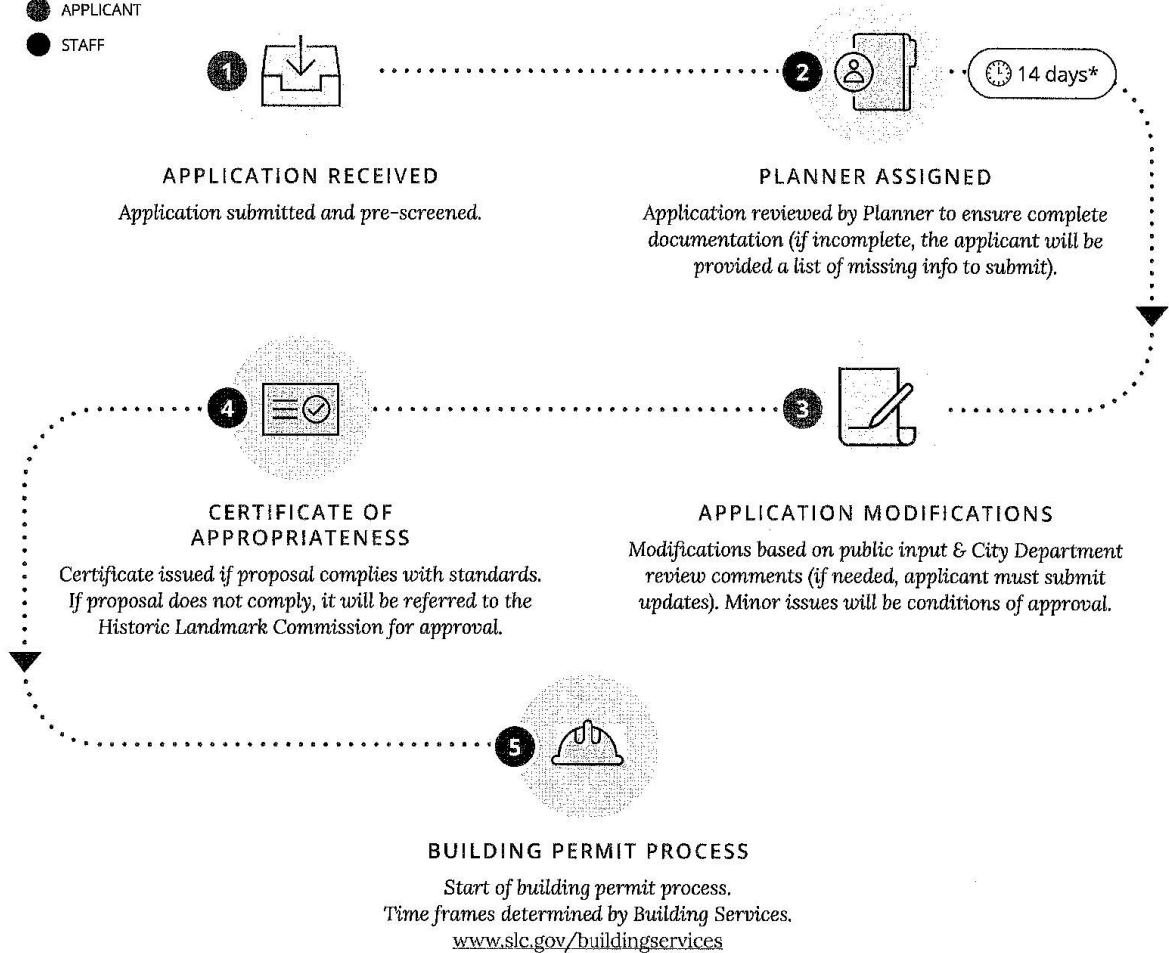 APPLICANT
STAFF
1
2
14 days*
APPLICATION RECEIVED
Application submitted and pre-screened.
PLANNER ASSIGNED
Application reviewed by Planner to ensure complete
documentation (if incomplete, the applicant will be
provided a list of missing info to submit).
3
APPLICATION MODIFICATIONS
Modifications based on public input & City Department
review comments (if needed, applicant must submit
updates). Minor issues will be conditions of approval.
4
CERTIFICATE OF
APPROPRIATENESS
Certificate issued if proposal complies with standards.
If proposal does not comply, it will be referred to the
Historic Landmark Commission for approval.
5
BUILDING PERMIT PROCESS
Start of building permit process.
Time frames determined by Building Services.
www.slc.gov/buildingservices